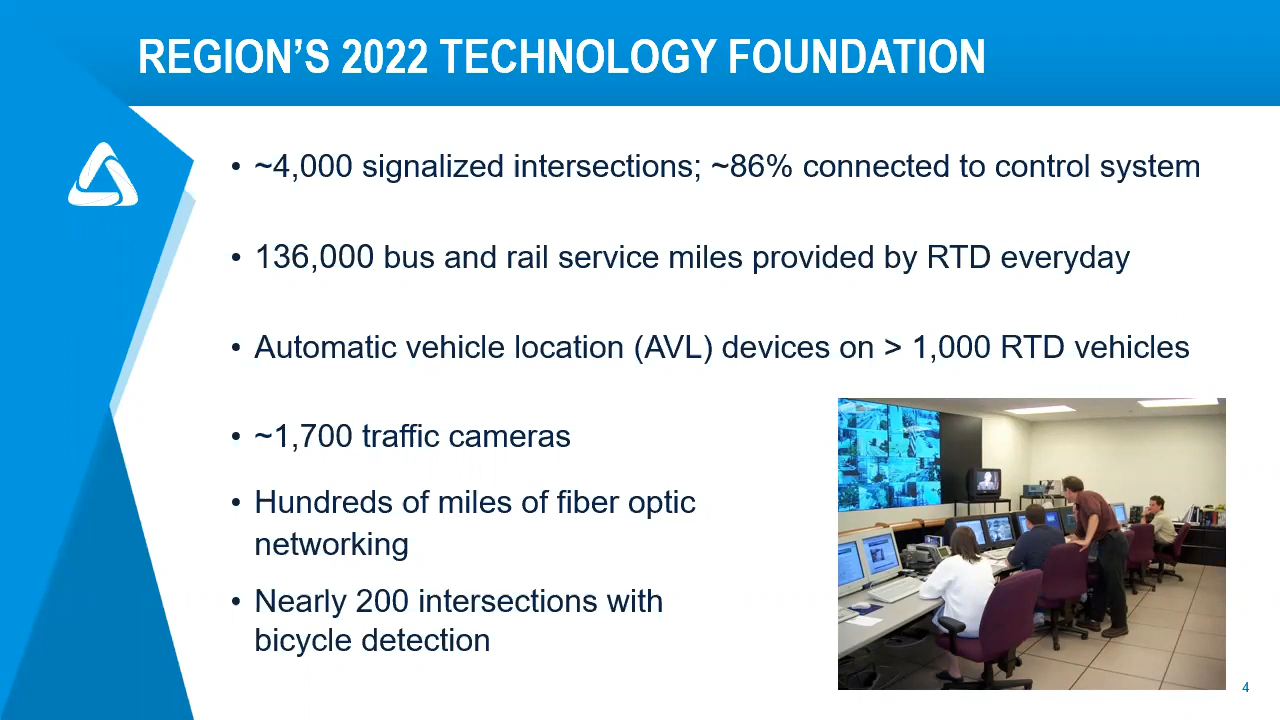 REGION’S 2022 TECHNOLOGY FOUNDATION
• ~4,000 signalized intersections; ~86% connected to control system
• 136,000 bus and rail service miles provided by RTD everyday
• Automatic vehicle location (AVL) devices on > 1,000 RTD vehicles
• ~1,700 traffic cameras
• Hundreds of miles of fiber optic
networking
• Nearly 200 intersections with
bicycle detection
4